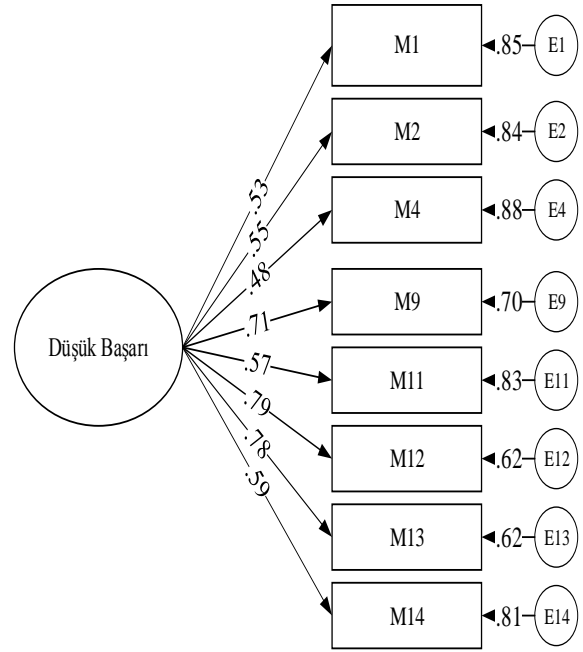 M1
.85
E1
M2
.84
E2
M4
.88
E4
M9
.70
E9
M11
.83
E11
M12
.62
E12
M13
.62
E13
M14
.81
E14
.53
.55
.48
.71
.57
.79
.78
.59
Düşük Başarı